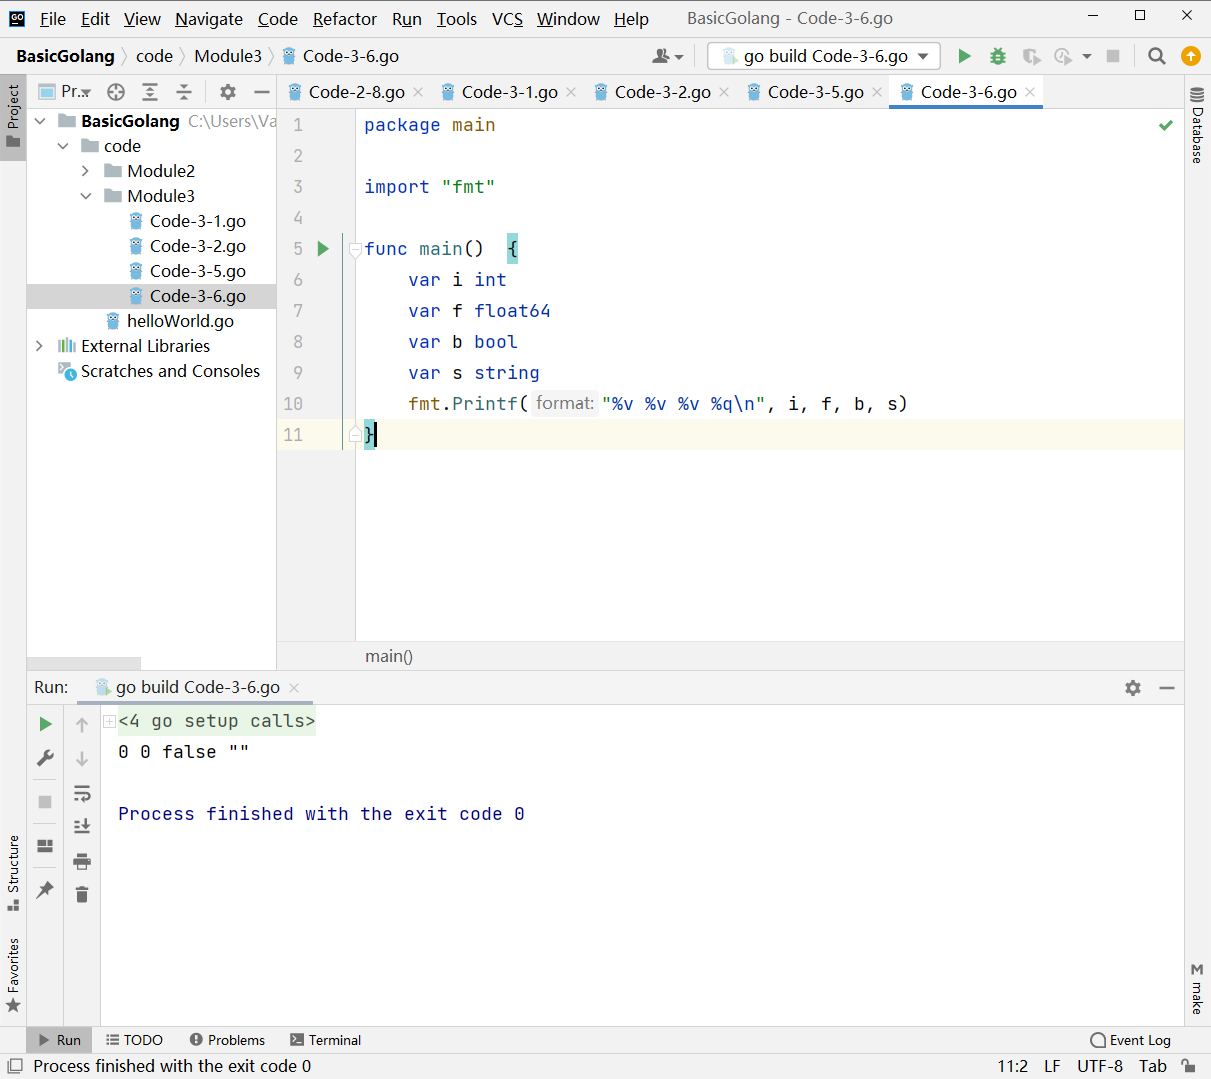 GO File Edit View Navigate Code Refactor Run Tools VCS Window Help BasicGolang - Code-3-6.go
BasicGolang code Module3 Code-3-6.go go build Code-3-6.go
Project
Pr..
Code-2-8.go Code-3-1.go Code-3-2.go Code-3-5.go Code-3-6.go
BasicGolang C:\Users\Va
code
Module2
Module3
Code-3-1.go
Code-3-2.go
Code-3-5.go
Code-3-6.go
helloWorld.go
External Libraries
Scratches and Consoles
1 package main
2
3 import "fmt"
4
5 func main()  {
6 var i int
7 var f float64
8 var b bool
9 var s string
10 fmt.Printf( format: "%v %v %v %q\n", i, f, b, s)
11 }
main()
Database
Run: go build Code-3-6.go
<4 go setup calls>
0 0 false ""
Process finished with the exit code 0
Structure
Favorites
M make
Run TODO Problems Terminal Event Log
Process finished with the exit code 0 11:2 LF UTF-8 Tab